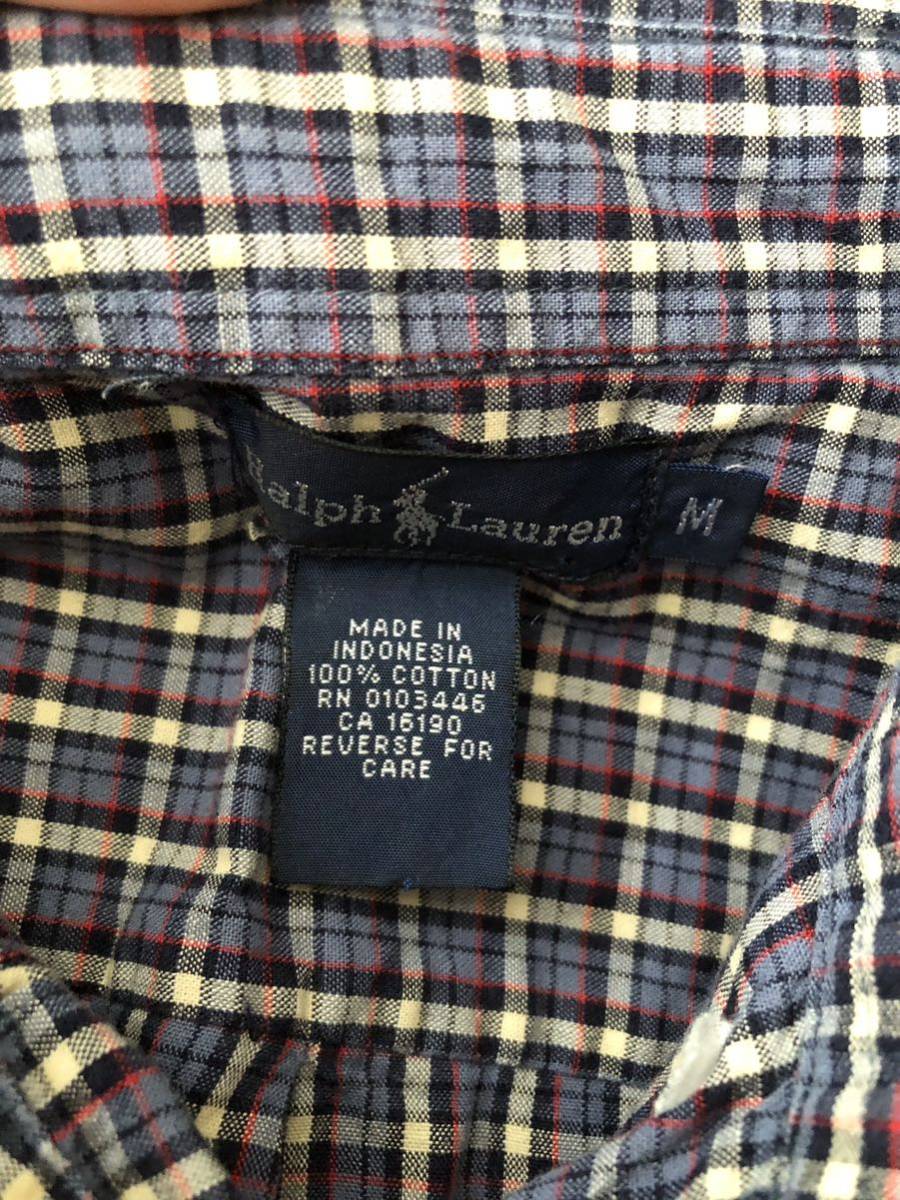 Ralph Lauren M
MADE IN
INDONESIA
100% COTTON
RN 0103446
CA 16190
REVERSE FOR
CARE